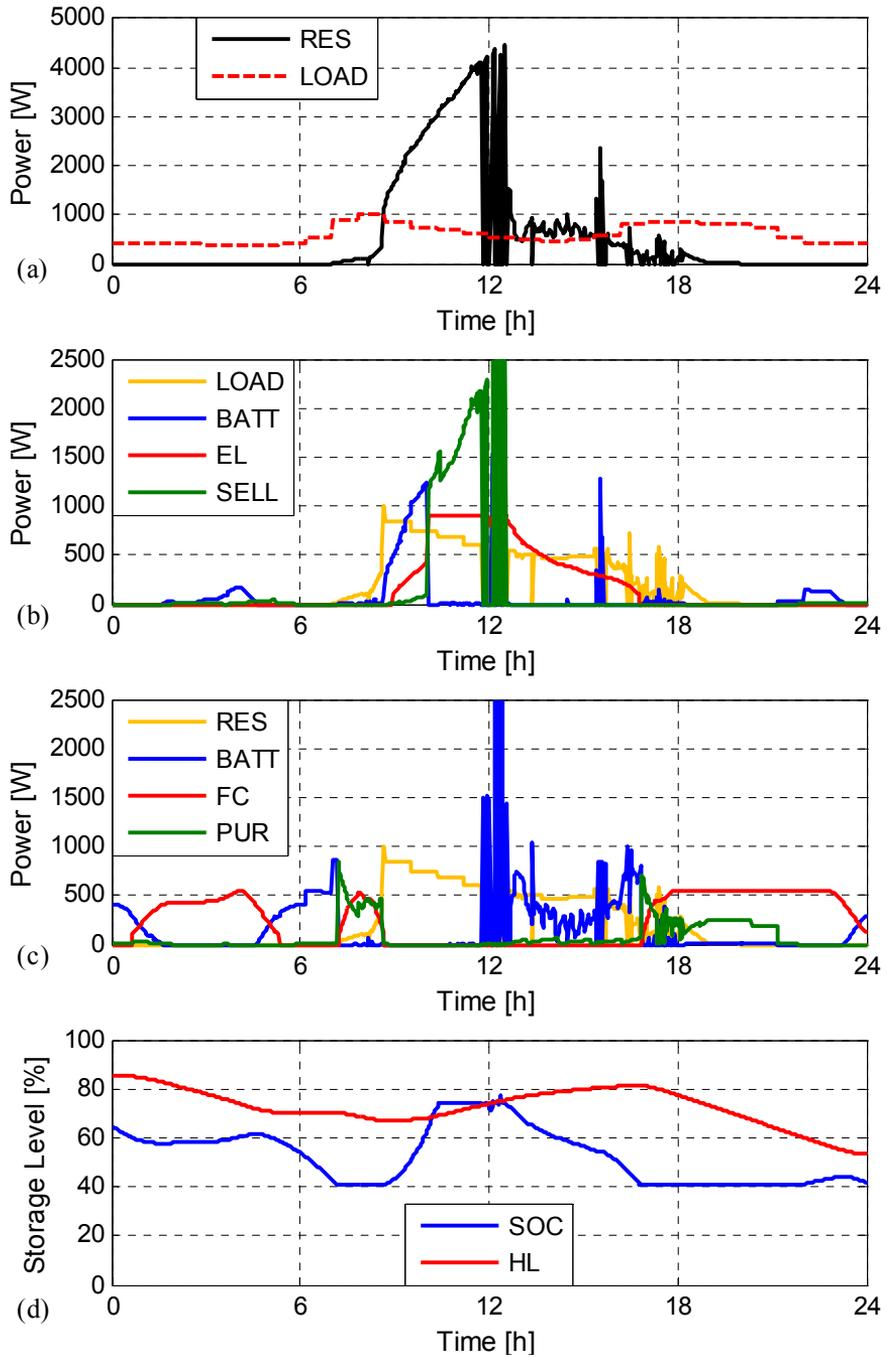 5000
4000
3000
2000
1000
0
Power [W]
RES
LOAD
(a)
0 6 12 18 24
Time [h]
2500
2000
1500
1000
500
0
Power [W]
LOAD
BATT
EL
SELL
(b)
0 6 12 18 24
Time [h]
2500
2000
1500
1000
500
0
Power [W]
RES
BATT
FC
PUR
(c)
0 6 12 18 24
Time [h]
100
80
60
40
20
0
Storage Level [%]
SOC
HL
(d)
0 6 12 18 24
Time [h]